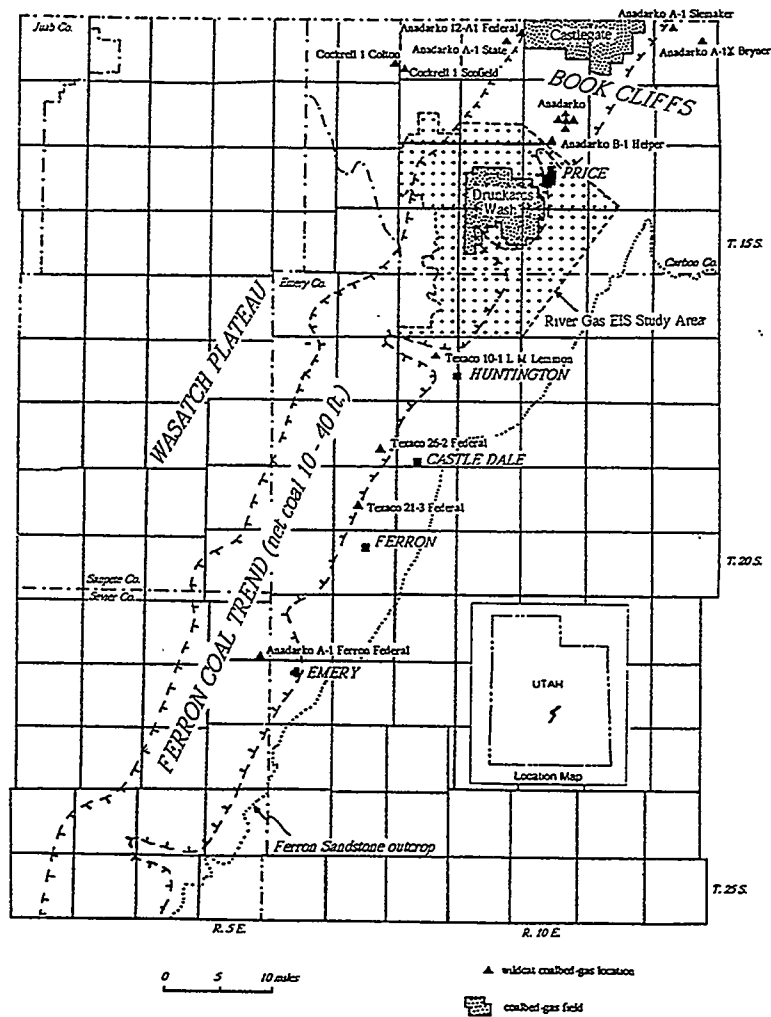 Juab Co.
Anadarko 12-A1 Federal
Anadarko A-1 State
Castlegate
Anadarko A-1 Slemaker
Anadarko A-1X Bryner
Cockrell 1 Colton
Cockrell 1 Scofield
BOOK CLIFFS
Anadarko
Anadarko B-1 Helper
PRICE
Drunkards
Wash
T. 15 S.
Carbon Co.
Emery Co.
River Gas EIS Study Area
WASATCH PLATEAU
Texaco 10-1 L M Lemmon
HUNTINGTON
FERRON COAL TREND (net coal 10 - 40 ft.)
Texaco 26-2 Federal
CASTLE DALE
Texaco 21-3 Federal
FERRON
T. 20 S.
Sanpete Co.
Sevier Co.
Anadarko A-1 Ferron Federal
EMERY
UTAH
Location Map
Ferron Sandstone outcrop
T. 25 S.
R. 5 E.
R. 10 E.
0 5 10 miles
wildcat coalbed-gas location
coalbed-gas field